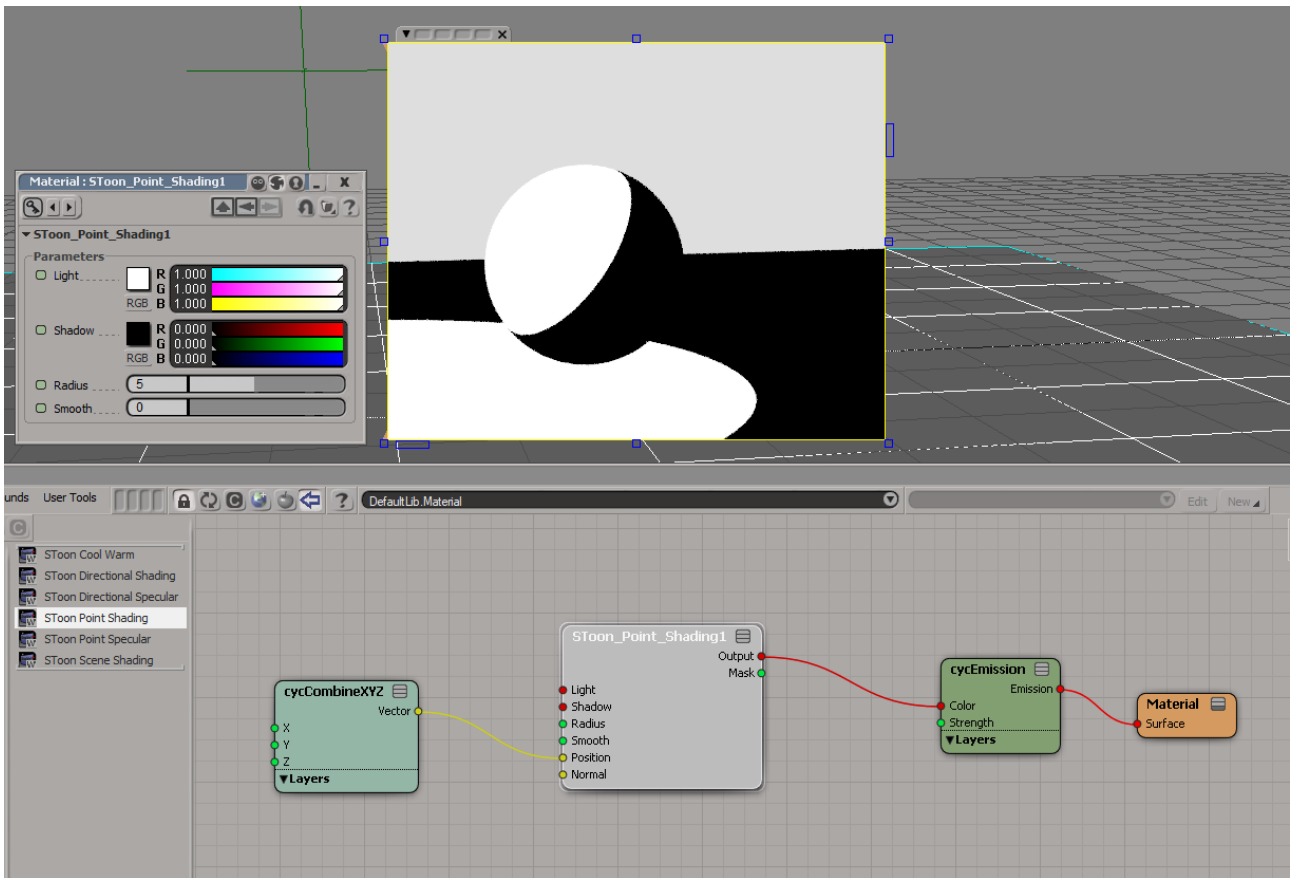 Material : SToon_Point_Shading1
SToon_Point_Shading1
Parameters
Light
R 1.000
G 1.000
RGB B 1.000
Shadow
R 0.000
G 0.000
RGB B 0.000
Radius 5
Smooth 0
unds User Tools DefaultLib.Material Edit New
SToon Cool Warm
SToon Directional Shading
SToon Directional Specular
SToon Point Shading
SToon Point Specular
SToon Scene Shading
cycCombineXYZ
Vector
X
Y
Z
Layers
SToon_Point_Shading1
Output
Mask
Light
Shadow
Radius
Smooth
Position
Normal
cycEmission
Emission
Color
Strength
Layers
Material
Surface